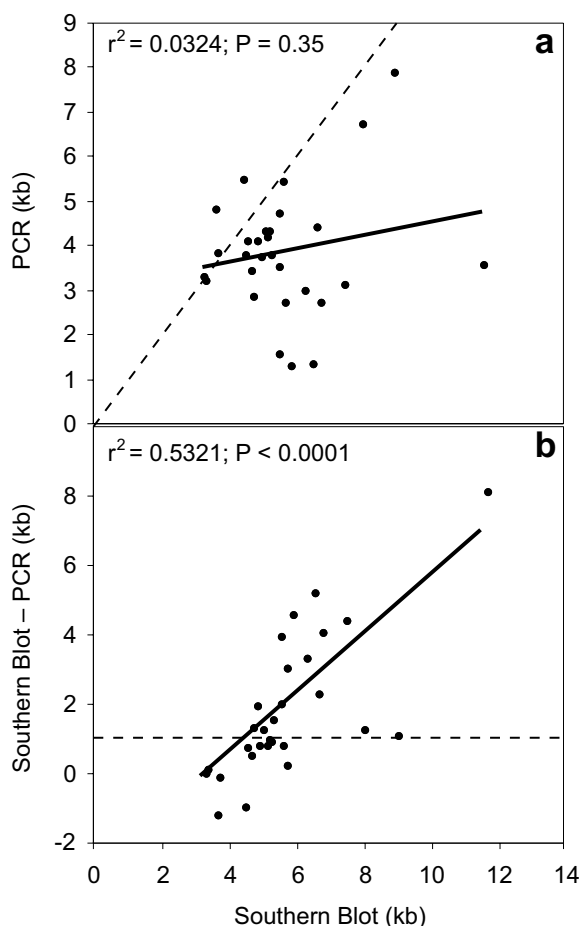 9
8
7
6
5
4
3
2
1
0
PCR (kb)
r² = 0.0324; P = 0.35
a
8
6
4
2
0
-2
Southern Blot – PCR (kb)
r² = 0.5321; P < 0.0001
b
0 2 4 6 8 10 12 14
Southern Blot (kb)